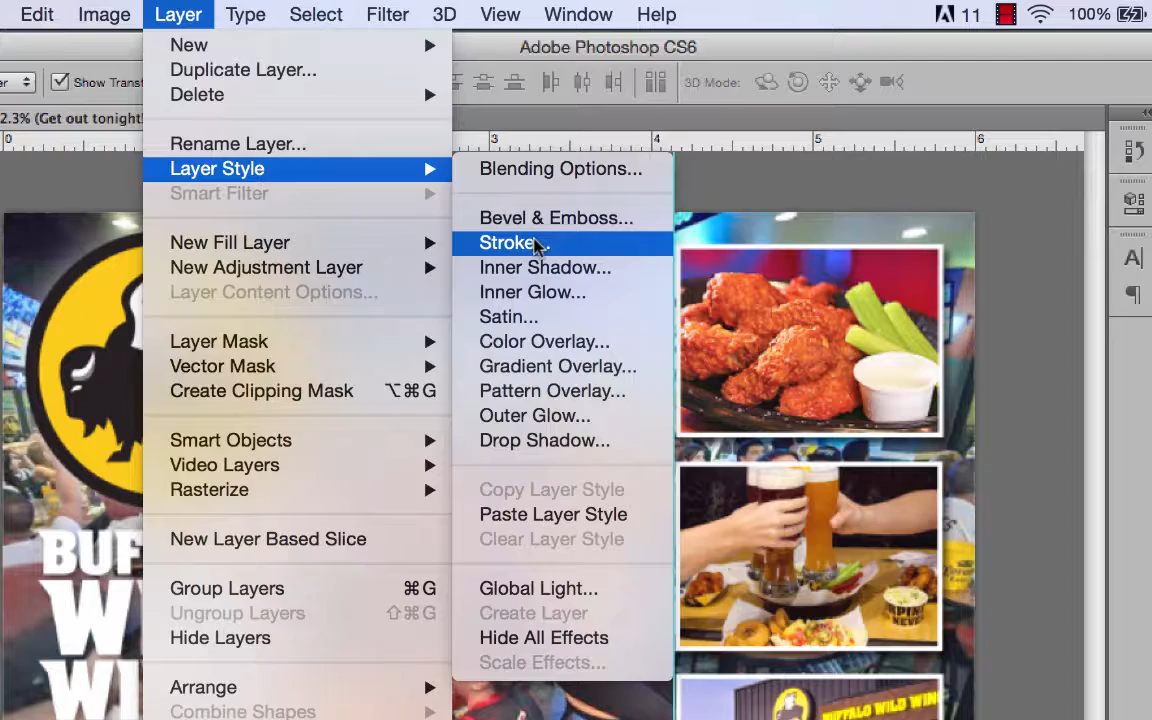 Edit Image Layer Type Select Filter 3D View Window Help 11 100%
Adobe Photoshop CS6
Show Transf 3D Mode:
2.3% (Get out tonight!
0 3 4 5 6
New
Duplicate Layer...
Delete
Rename Layer...
Layer Style
Smart Filter
New Fill Layer
New Adjustment Layer
Layer Content Options...
Layer Mask
Vector Mask
Create Clipping Mask ⌥⌘G
Smart Objects
Video Layers
Rasterize
New Layer Based Slice
Group Layers ⌘G
Ungroup Layers ⇧⌘G
Hide Layers
Arrange
Combine Shapes
Blending Options...
Bevel & Emboss...
Stroke...
Inner Shadow...
Inner Glow...
Satin...
Color Overlay...
Gradient Overlay...
Pattern Overlay...
Outer Glow...
Drop Shadow...
Copy Layer Style
Paste Layer Style
Clear Layer Style
Global Light...
Create Layer
Hide All Effects
Scale Effects...
BUF
W
WI
BUFFALO WILD WIN